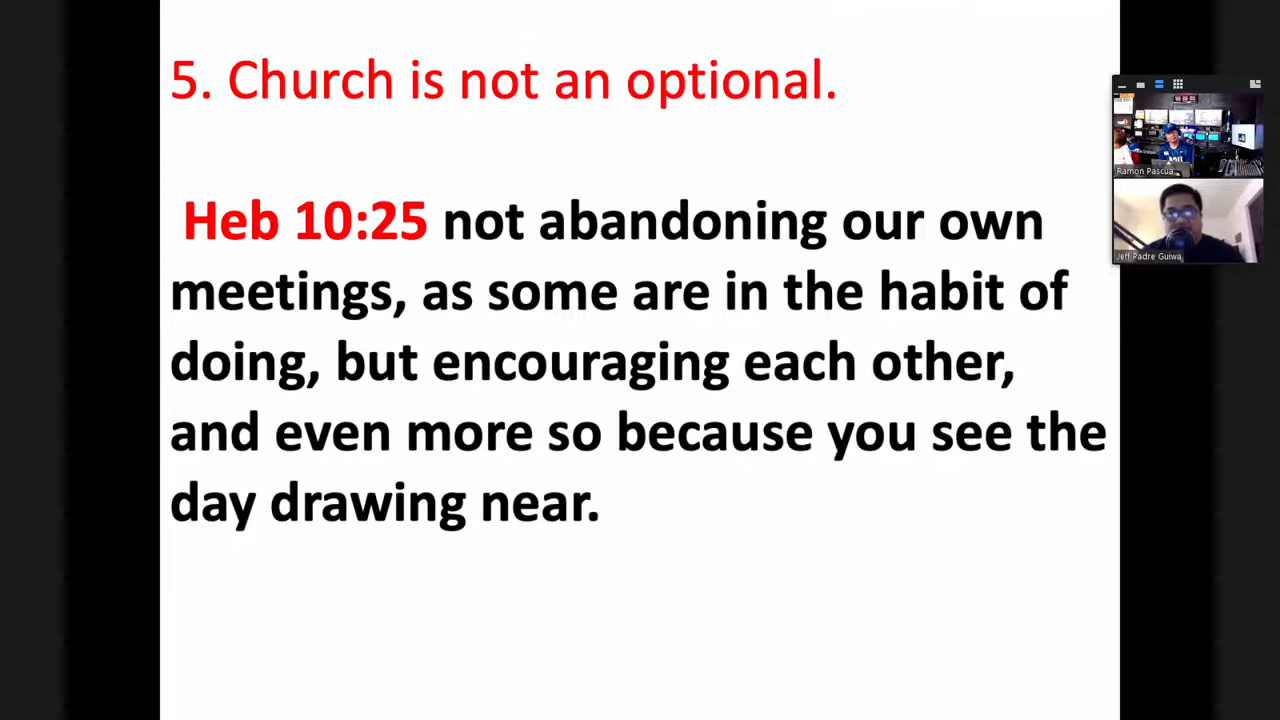 5. Church is not an optional.
Heb 10:25 not abandoning our own
meetings, as some are in the habit of
doing, but encouraging each other,
and even more so because you see the
day drawing near.
Ramon Pascua
Jeff Padre Guiwa